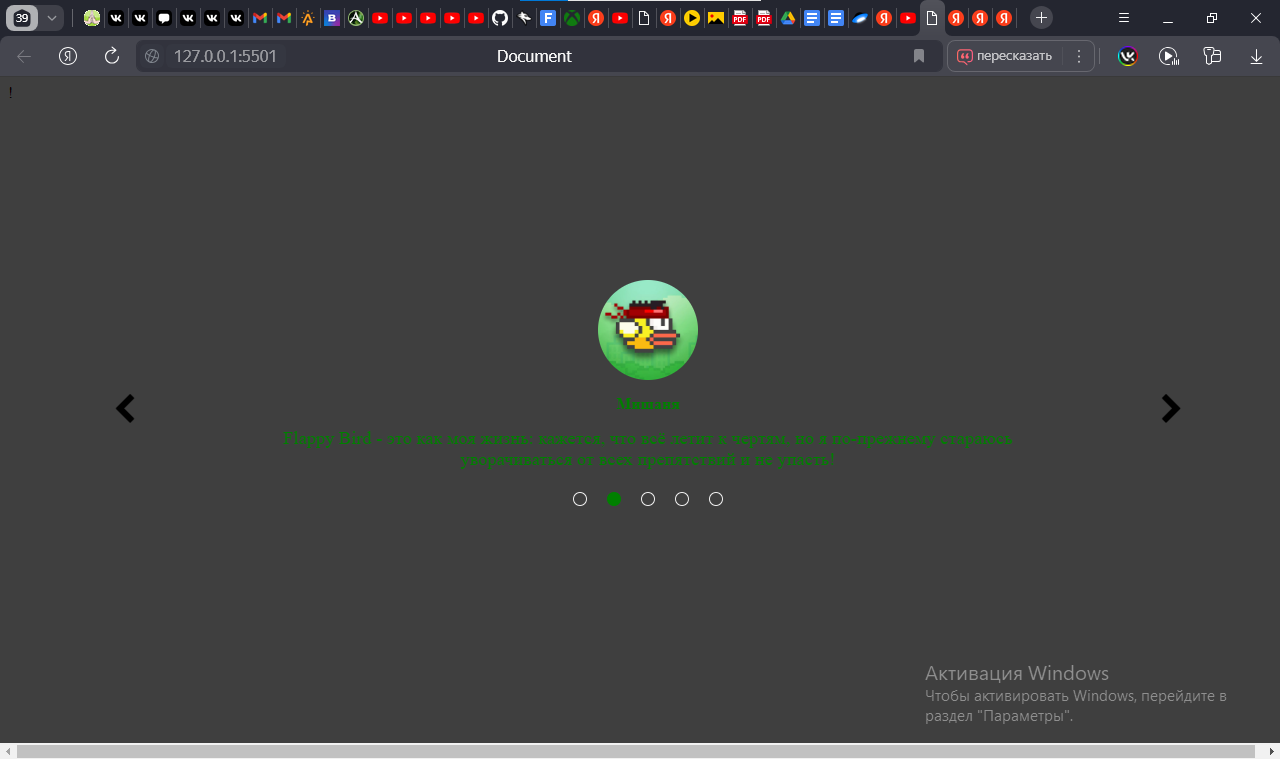 39
127.0.0.1:5501
Document
пересказать
!
Мишаня
Flappy Bird - это как моя жизнь: кажется, что всё летит к чертям, но я по-прежнему стараюсь
уворачиваться от всех препятствий и не упасть!
Активация Windows
Чтобы активировать Windows, перейдите в
раздел "Параметры".